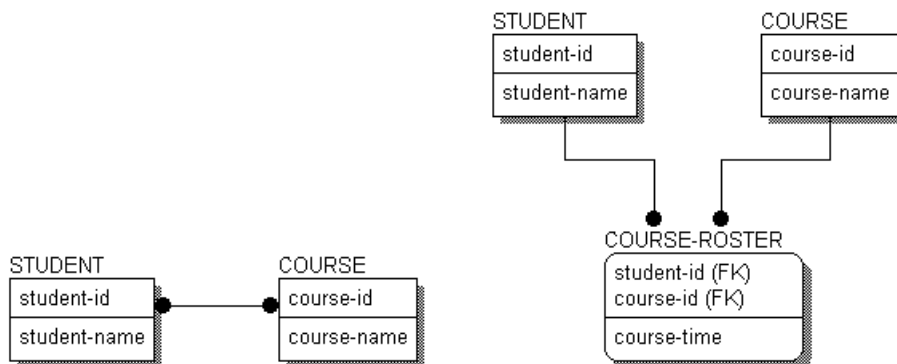 STUDENT
student-id
student-name
COURSE
course-id
course-name
STUDENT
student-id
student-name
COURSE
course-id
course-name
COURSE-ROSTER
student-id (FK)
course-id (FK)
course-time